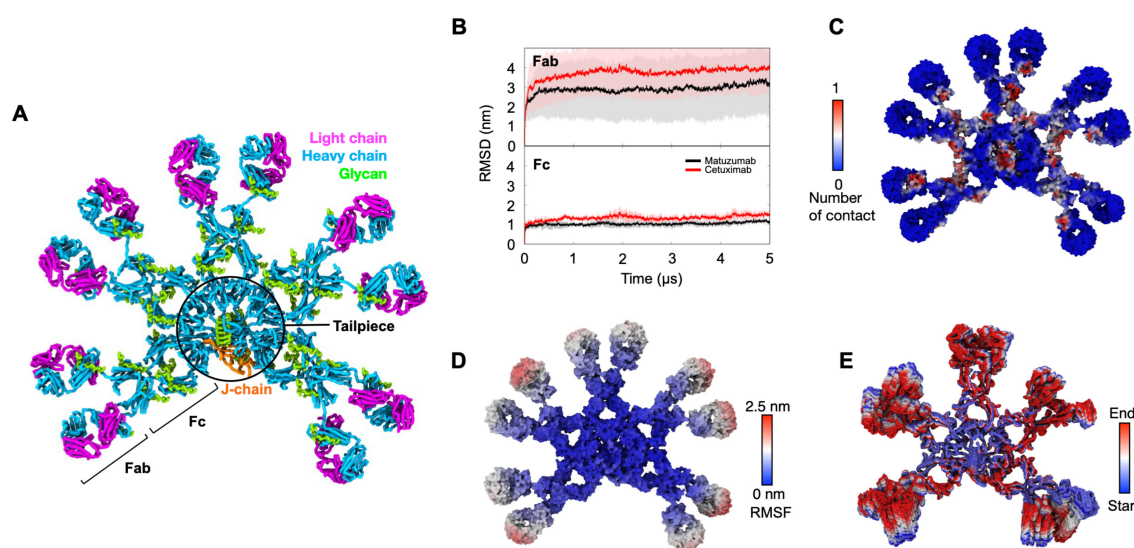 A
Light chain
Heavy chain
Glycan
Tailpiece
J-chain
Fc
Fab
B
Fab
4
3
2
1
0
RMSD (nm)
Fc
Matuzumab
Cetuximab
4
3
2
1
0
0 1 2 3 4 5
Time (µs)
C
1
0
Number
of contact
D
2.5 nm
0 nm
RMSF
E
End
Star